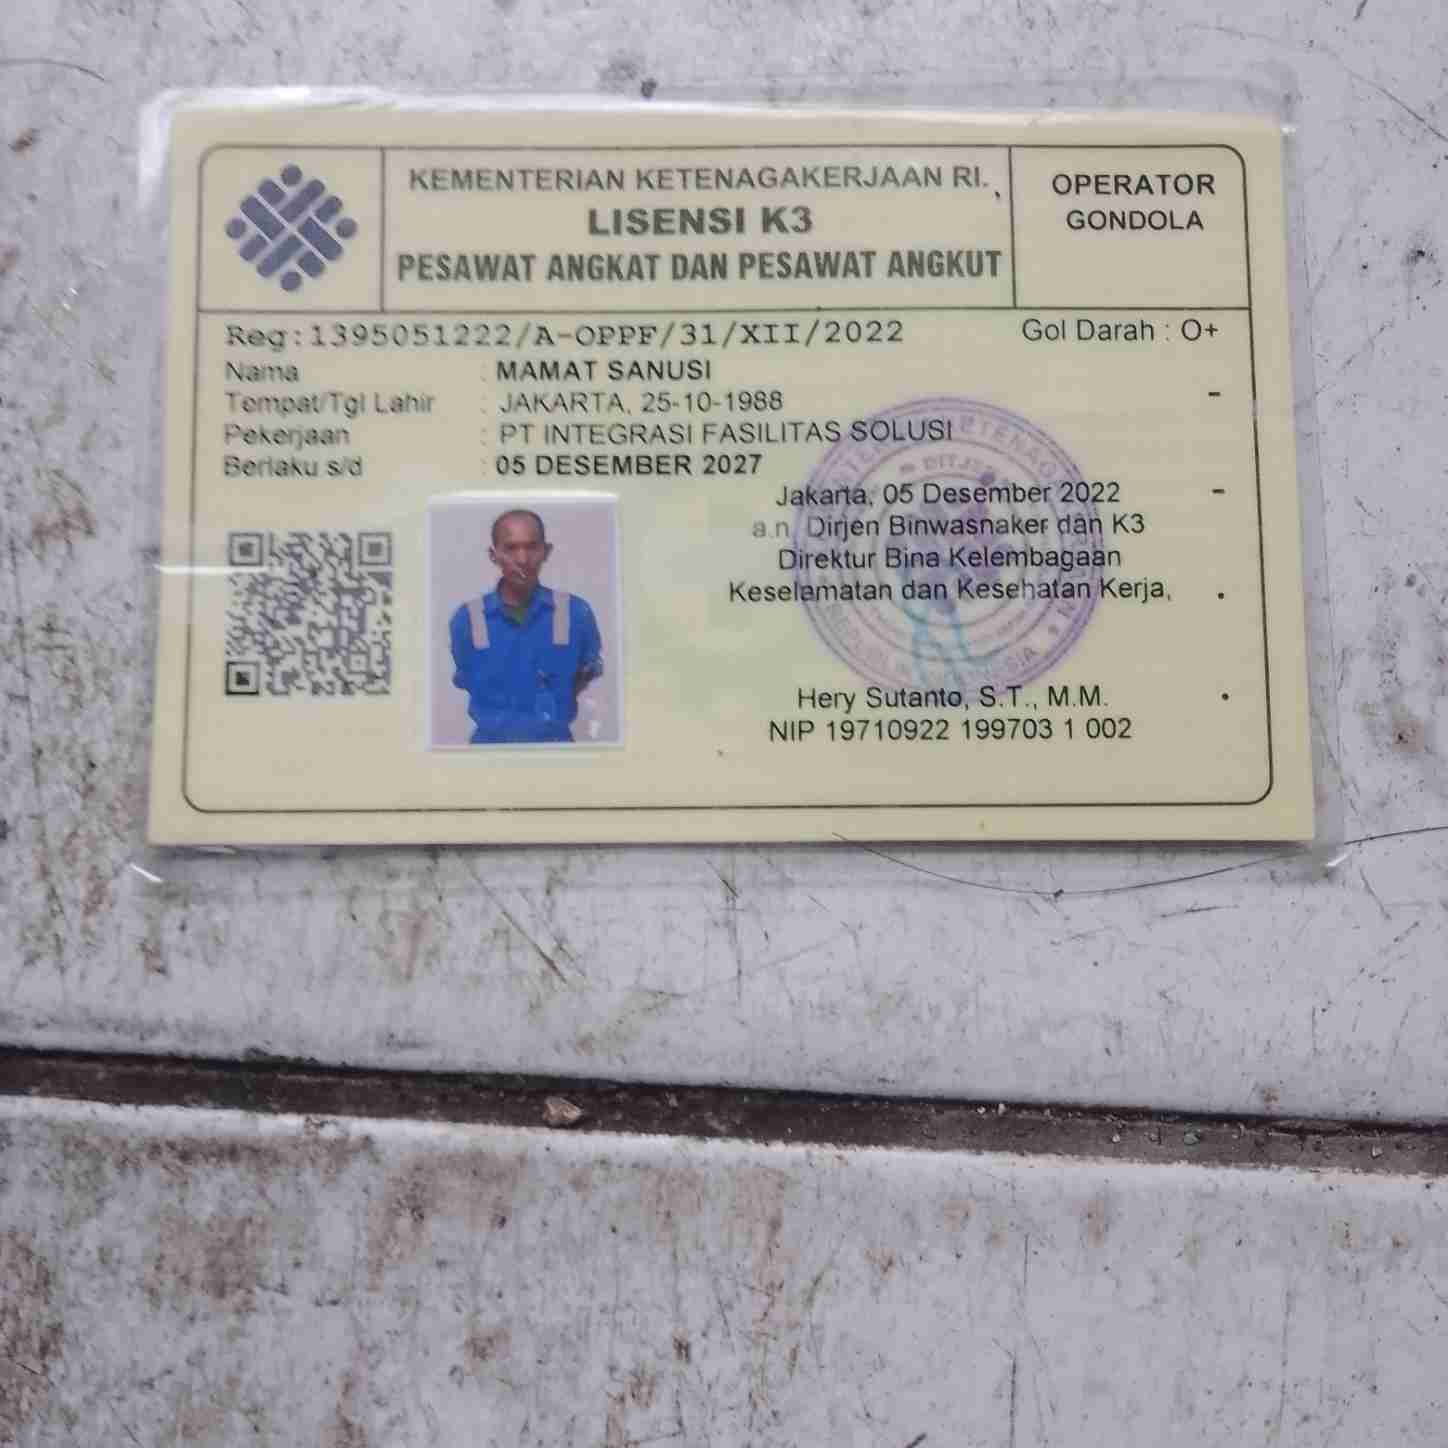 KEMENTERIAN KETENAGAKERJAAN RI.
LISENSI K3
PESAWAT ANGKAT DAN PESAWAT ANGKUT
OPERATOR
GONDOLA
Reg:1395051222/A-OPPF/31/XII/2022
Gol Darah : O+
Nama : MAMAT SANUSI
Tempat/Tgl Lahir : JAKARTA, 25-10-1988
Pekerjaan : PT INTEGRASI FASILITAS SOLUSI
Berlaku s/d : 05 DESEMBER 2027
Jakarta, 05 Desember 2022
a.n. Dirjen Binwasnaker dan K3
Direktur Bina Kelembagaan
Keselamatan dan Kesehatan Kerja,
Hery Sutanto, S.T., M.M.
NIP 19710922 199703 1 002